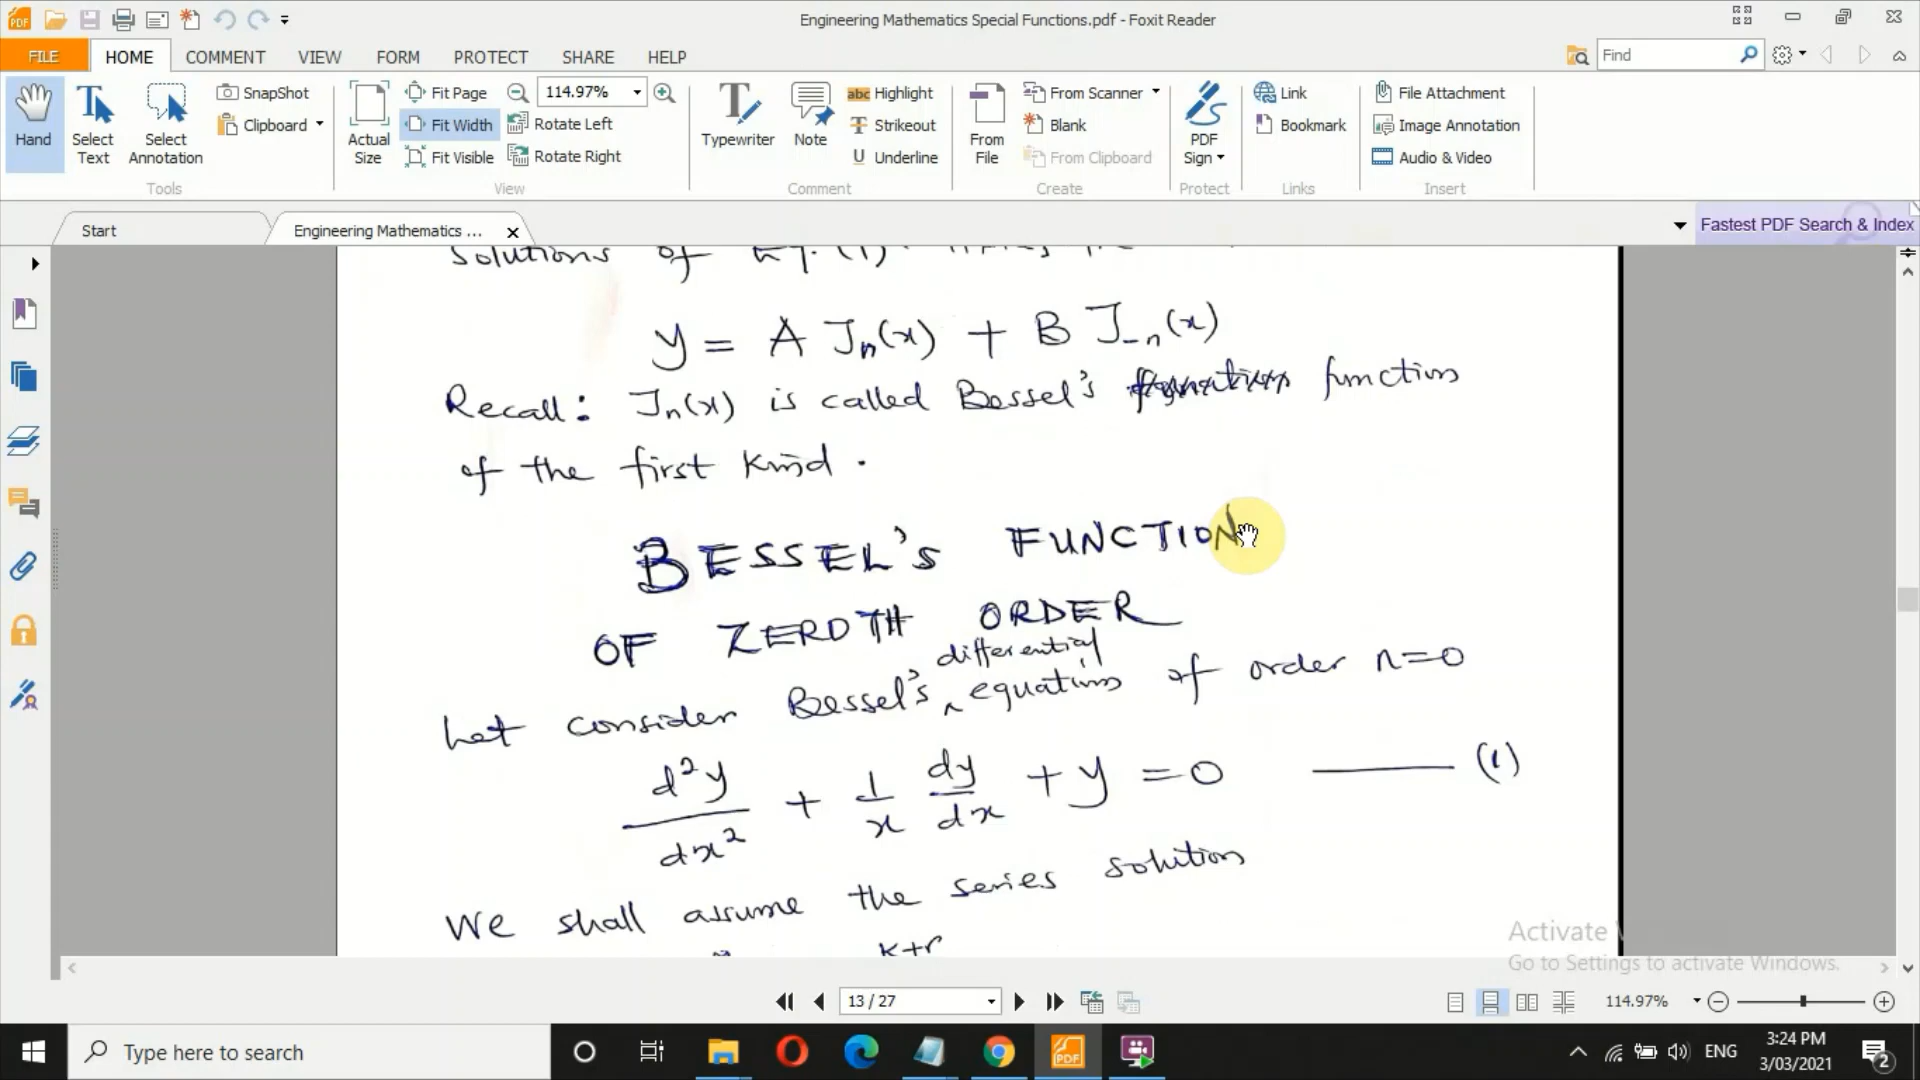 Engineering Mathematics Special Functions.pdf - Foxit Reader
FILE HOME COMMENT VIEW FORM PROTECT SHARE HELP Find
Hand Select Text Select Annotation SnapShot Clipboard Tools
Actual Size Fit Page Fit Width Fit Visible 114.97% Rotate Left Rotate Right View
Typewriter Note Highlight Strikeout Underline Comment
From File From Scanner Blank From Clipboard Create
PDF Sign Protect
Link Bookmark Links
File Attachment Image Annotation Audio & Video Insert
Start Engineering Mathematics ... Fastest PDF Search & Index
Solutions of Eq. (1).
y = A Jn(x) + B J-n(x)
Recall: Jn(x) is called Bessel's function
of the first kind.
BESSEL's FUNCTION
OF ZEROTH ORDER
differential
Let consider Bessel's ^ equation of order n=0
d²y/dx² + 1/x dy/dx + y = 0 ——— (1)
We shall assume the series solution
k+r
Activate
Go to Settings to activate Windows.
13 / 27 114.97%
Type here to search ENG 3:24 PM
3/03/2021 2